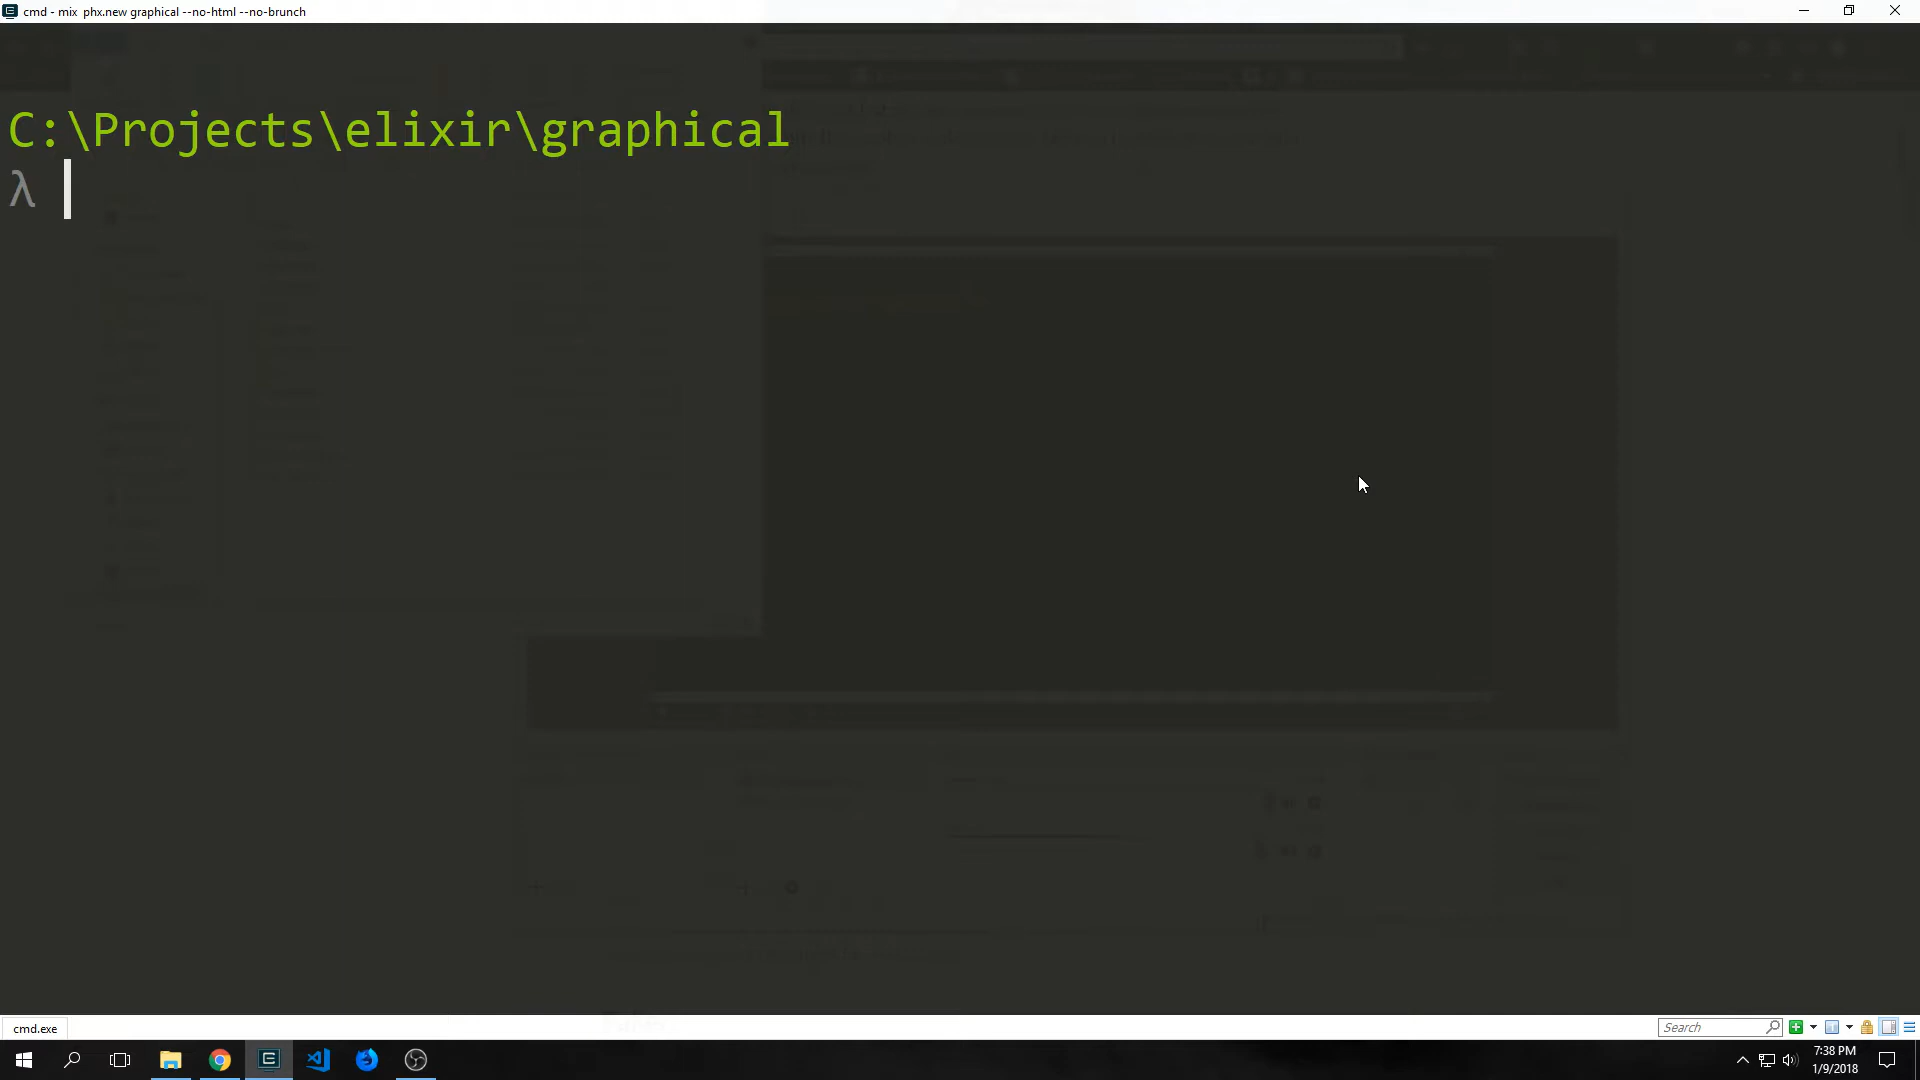 cmd - mix  phx.new graphical --no-html --no-brunch
C:\Projects\elixir\graphical
λ
cmd.exe
Search
7:38 PM
1/9/2018